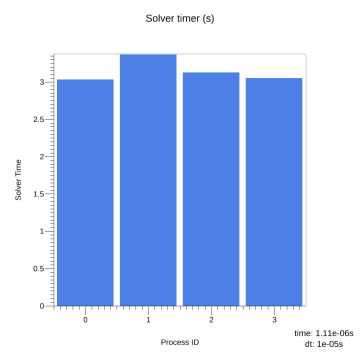 Solver timer (s)
3
2.5
2
1.5
1
0.5
0
Solver Time
0 1 2 3
Process ID
time: 1.11e-06s
dt: 1e-05s